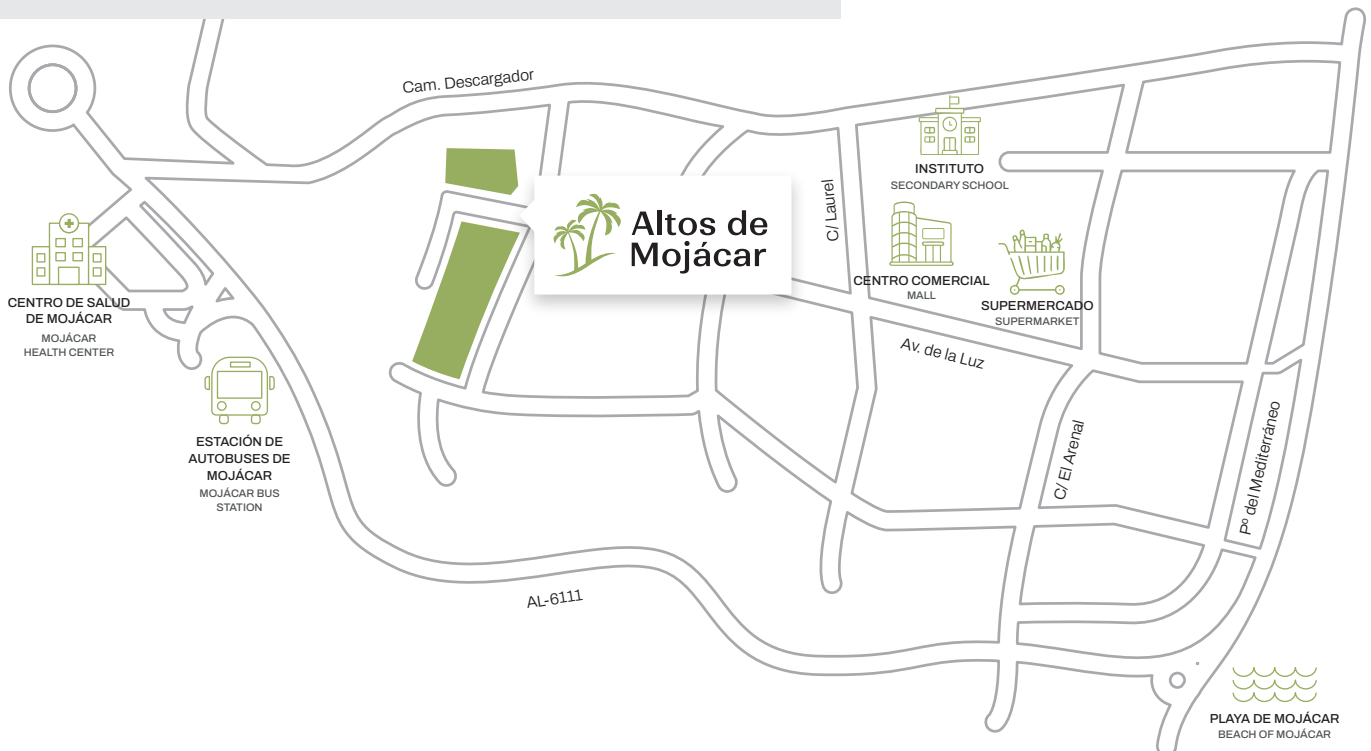 Cam. Descargador
INSTITUTO
SECONDARY SCHOOL
C/ Laurel
Altos de
Mojácar
CENTRO COMERCIAL
MALL
SUPERMERCADO
SUPERMARKET
CENTRO DE SALUD
DE MOJÁCAR
MOJÁCAR
HEALTH CENTER
Av. de la Luz
ESTACIÓN DE
AUTOBUSES DE
MOJÁCAR
MOJÁCAR BUS
STATION
C/ El Arenal
Pº del Mediterráneo
AL-6111
PLAYA DE MOJÁCAR
BEACH OF MOJÁCAR